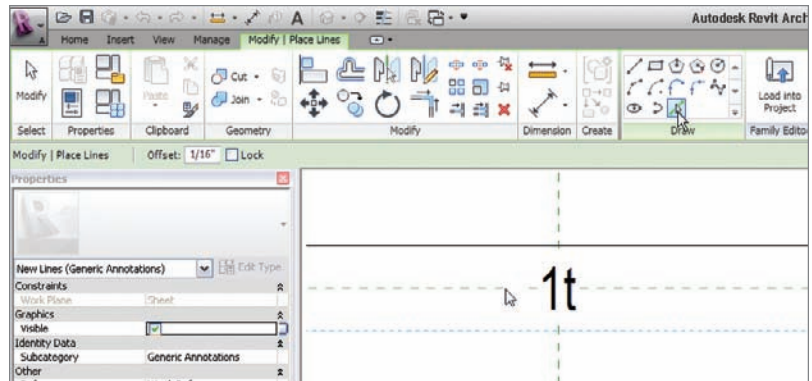 Autodesk Revit Arch
Home Insert View Manage Modify | Place Lines
Modify
Paste
Cut
Join
Load into
Project
Select Properties Clipboard Geometry Modify Dimension Create Draw Family Edito
Modify | Place Lines Offset: 1/16" Lock
Properties
New Lines (Generic Annotations) Edit Type
Constraints
Work Plane Sheet
Graphics
Visible
Identity Data
Subcategory Generic Annotations
Other
1t